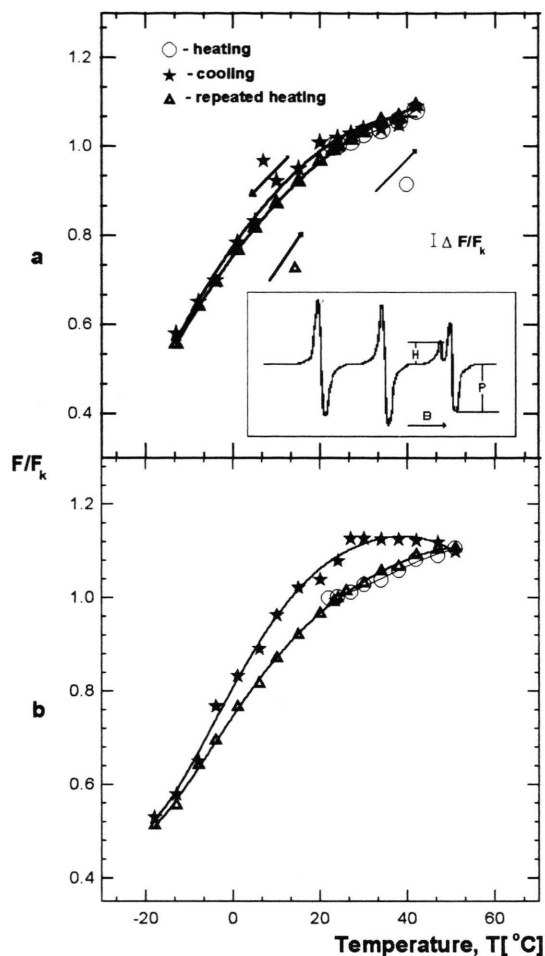 ○ - heating
★ - cooling
▲ - repeated heating
1.2
1.0
0.8
0.6
0.4
a
○
△
I Δ F/Fk
H
P
B
F/Fk
1.2
1.0
0.8
0.6
0.4
b
-20 0 20 40 60
Temperature, T[ °C]